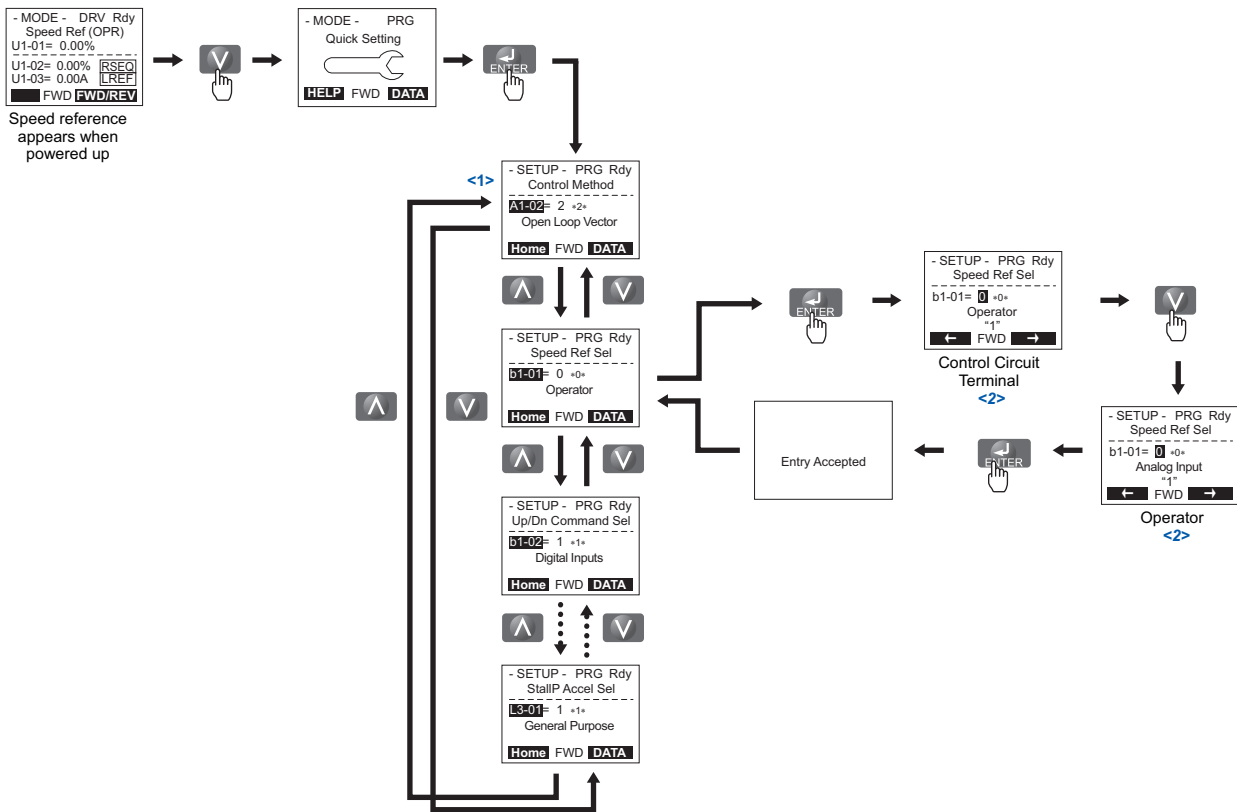 - MODE - DRV Rdy
Speed Ref (OPR)
U1-01= 0.00%
U1-02= 0.00% RSEQ
U1-03= 0.00A LREF
FWD FWD/REV
Speed reference
appears when
powered up
- MODE - PRG
Quick Setting
HELP FWD DATA
ENTER
<1>
- SETUP - PRG Rdy
Control Method
A1-02= 2 *2*
Open Loop Vector
Home FWD DATA
- SETUP - PRG Rdy
Speed Ref Sel
b1-01= 0 *0*
Operator
Home FWD DATA
- SETUP - PRG Rdy
Up/Dn Command Sel
b1-02= 1 *1*
Digital Inputs
Home FWD DATA
- SETUP - PRG Rdy
StallP Accel Sel
L3-01= 1 *1*
General Purpose
Home FWD DATA
ENTER
- SETUP - PRG Rdy
Speed Ref Sel
b1-01= 0 *0*
Operator
“1”
← FWD →
Control Circuit
Terminal
<2>
- SETUP - PRG Rdy
Speed Ref Sel
b1-01= 0 *0*
Analog Input
“1”
← FWD →
Operator
<2>
ENTER
Entry Accepted